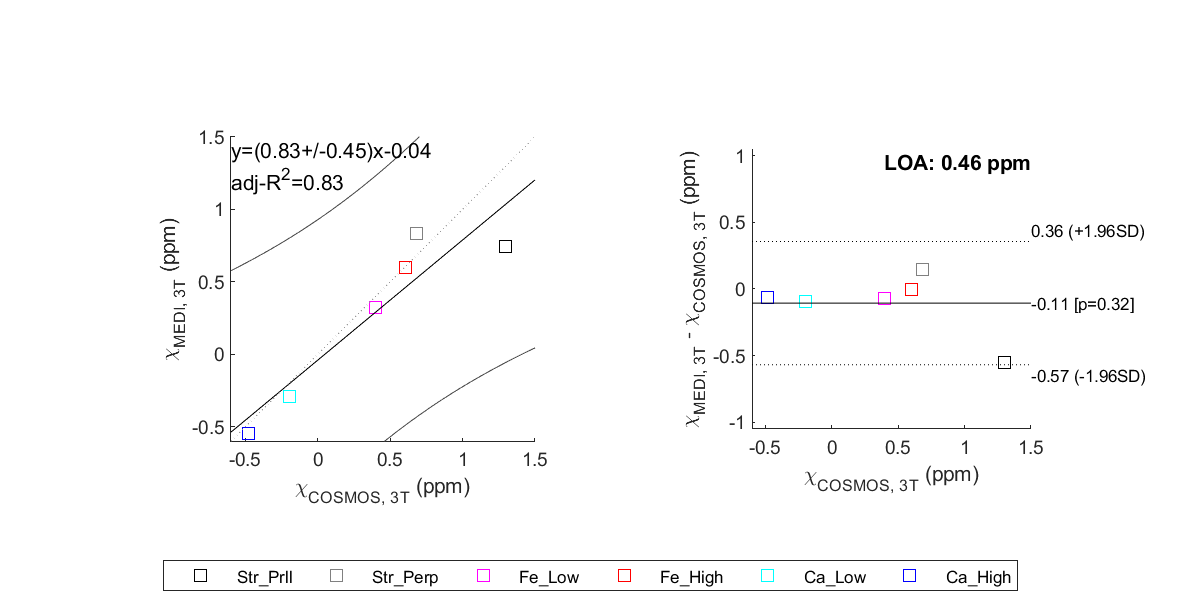 y=(0.83+/-0.45)x-0.04
adj-R2=0.83
1.5
1
0.5
0
-0.5
-0.5 0 0.5 1 1.5
χMEDI, 3T (ppm)
χCOSMOS, 3T (ppm)
LOA: 0.46 ppm
1
0.5
0
-0.5
-1
-0.5 0 0.5 1 1.5
0.36 (+1.96SD)
-0.11 [p=0.32]
-0.57 (-1.96SD)
χMEDI, 3T - χCOSMOS, 3T (ppm)
χCOSMOS, 3T (ppm)
Str_Prll Str_Perp Fe_Low Fe_High Ca_Low Ca_High